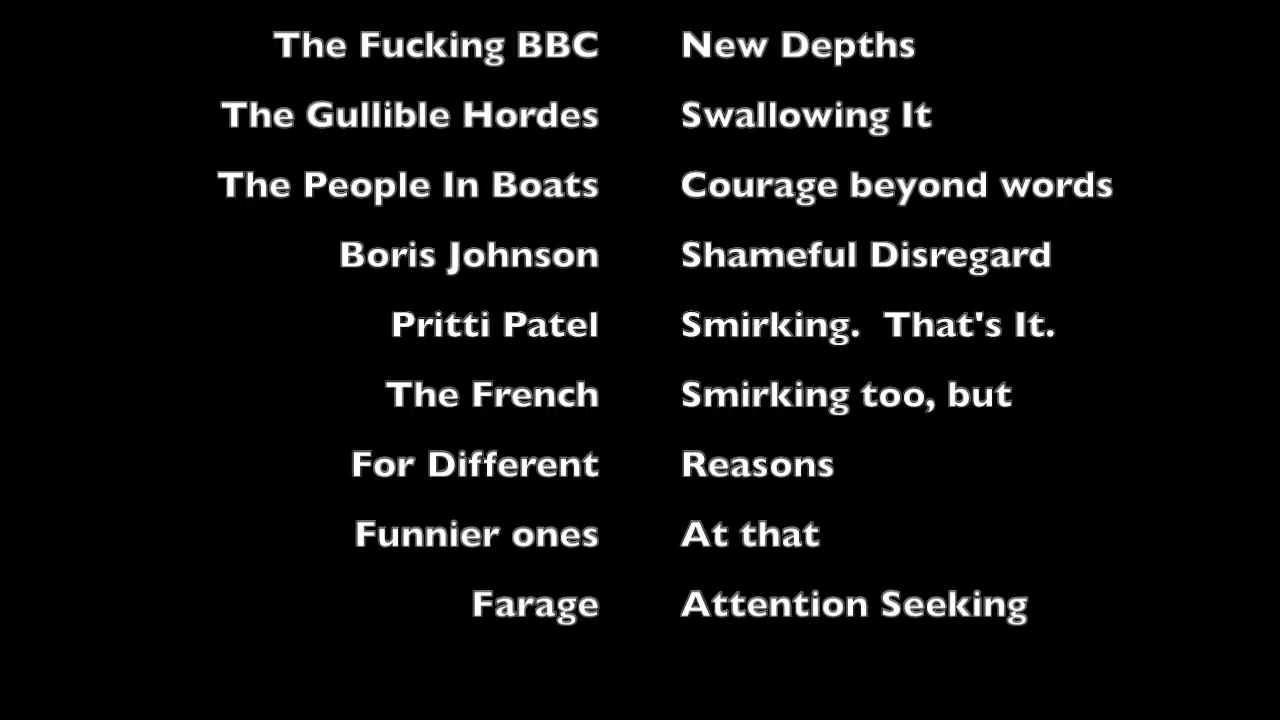 The Fucking BBC New Depths
The Gullible Hordes Swallowing It
The People In Boats Courage beyond words
Boris Johnson Shameful Disregard
Pritti Patel Smirking.  That's It.
The French Smirking too, but
For Different Reasons
Funnier ones At that
Farage Attention Seeking